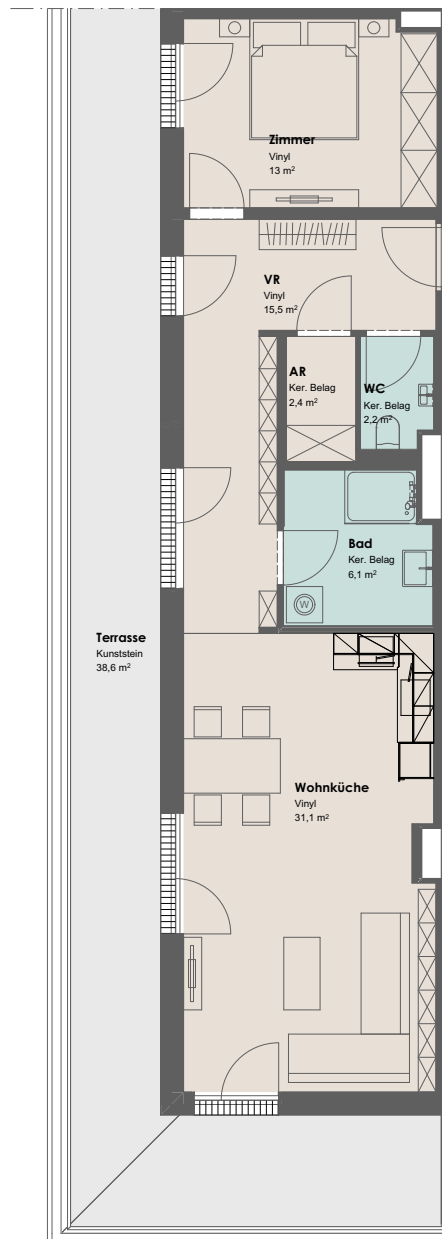 Zimmer
Vinyl
13 m²
VR
Vinyl
15,5 m²
AR
Ker. Belag
2,4 m²
WC
Ker. Belag
2,2 m²
Bad
Ker. Belag
6,1 m²
W
Terrasse
Kunststein
38,6 m²
Wohnküche
Vinyl
31,1 m²